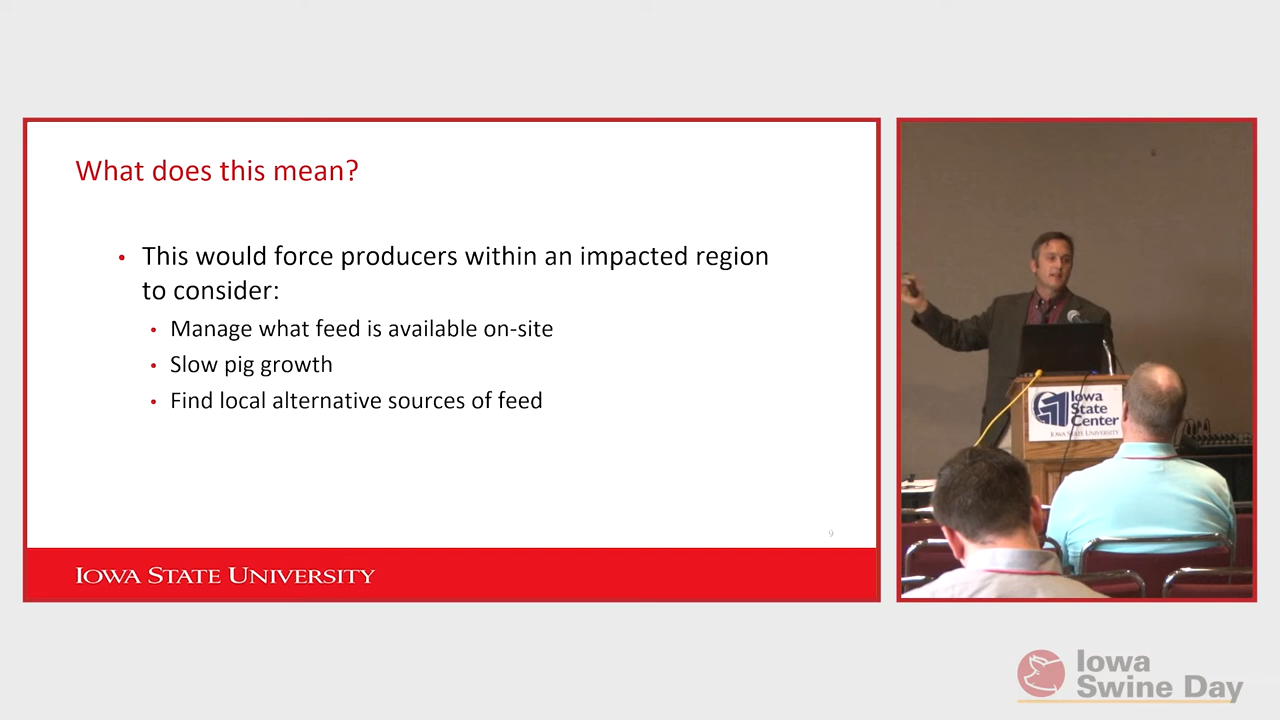 What does this mean?
• This would force producers within an impacted region
to consider:
• Manage what feed is available on-site
• Slow pig growth
• Find local alternative sources of feed
9
IOWA STATE UNIVERSITY
Iowa
State
Center
IOWA STATE UNIVERSITY
Iowa
Swine Day